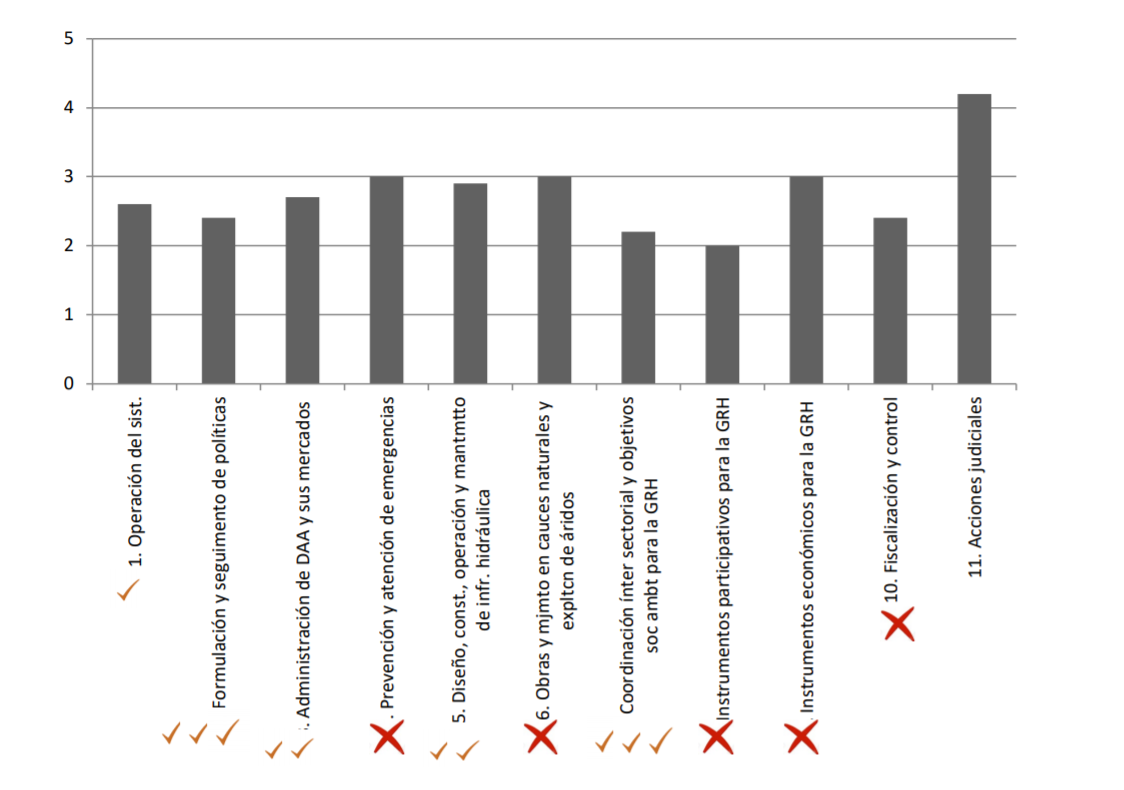 5
4
3
2
1
0
1. Operación del sist.
Formulación y seguimento de políticas
. Administración de DAA y sus mercados
. Prevención y atención de emergencias
5. Diseño, const., operación y mantmtto
de infr. hidráulica
6. Obras y mjmto en cauces naturales y
expltcn de áridos
Coordinación ínter sectorial y objetivos
soc ambt para la GRH
Instrumentos participativos para la GRH
Instrumentos económicos para la GRH
10. Fiscalización y control
11. Acciones judiciales